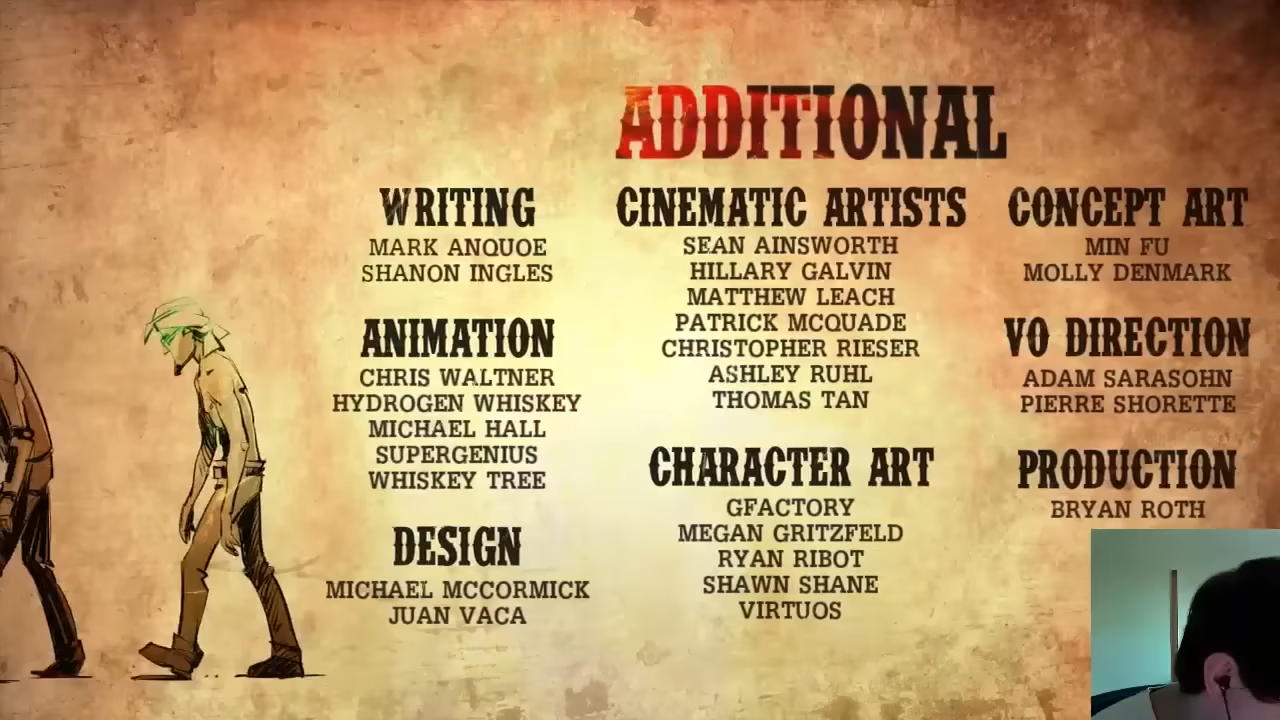 ADDITIONAL
WRITING
MARK ANQUOE
SHANON INGLES
ANIMATION
CHRIS WALTNER
HYDROGEN WHISKEY
MICHAEL HALL
SUPERGENIUS
WHISKEY TREE
DESIGN
MICHAEL MCCORMICK
JUAN VACA
CINEMATIC ARTISTS
SEAN AINSWORTH
HILLARY GALVIN
MATTHEW LEACH
PATRICK MCQUADE
CHRISTOPHER RIESER
ASHLEY RUHL
THOMAS TAN
CHARACTER ART
GFACTORY
MEGAN GRITZFELD
RYAN RIBOT
SHAWN SHANE
VIRTUOS
CONCEPT ART
MIN FU
MOLLY DENMARK
VO DIRECTION
ADAM SARASOHN
PIERRE SHORETTE
PRODUCTION
BRYAN ROTH